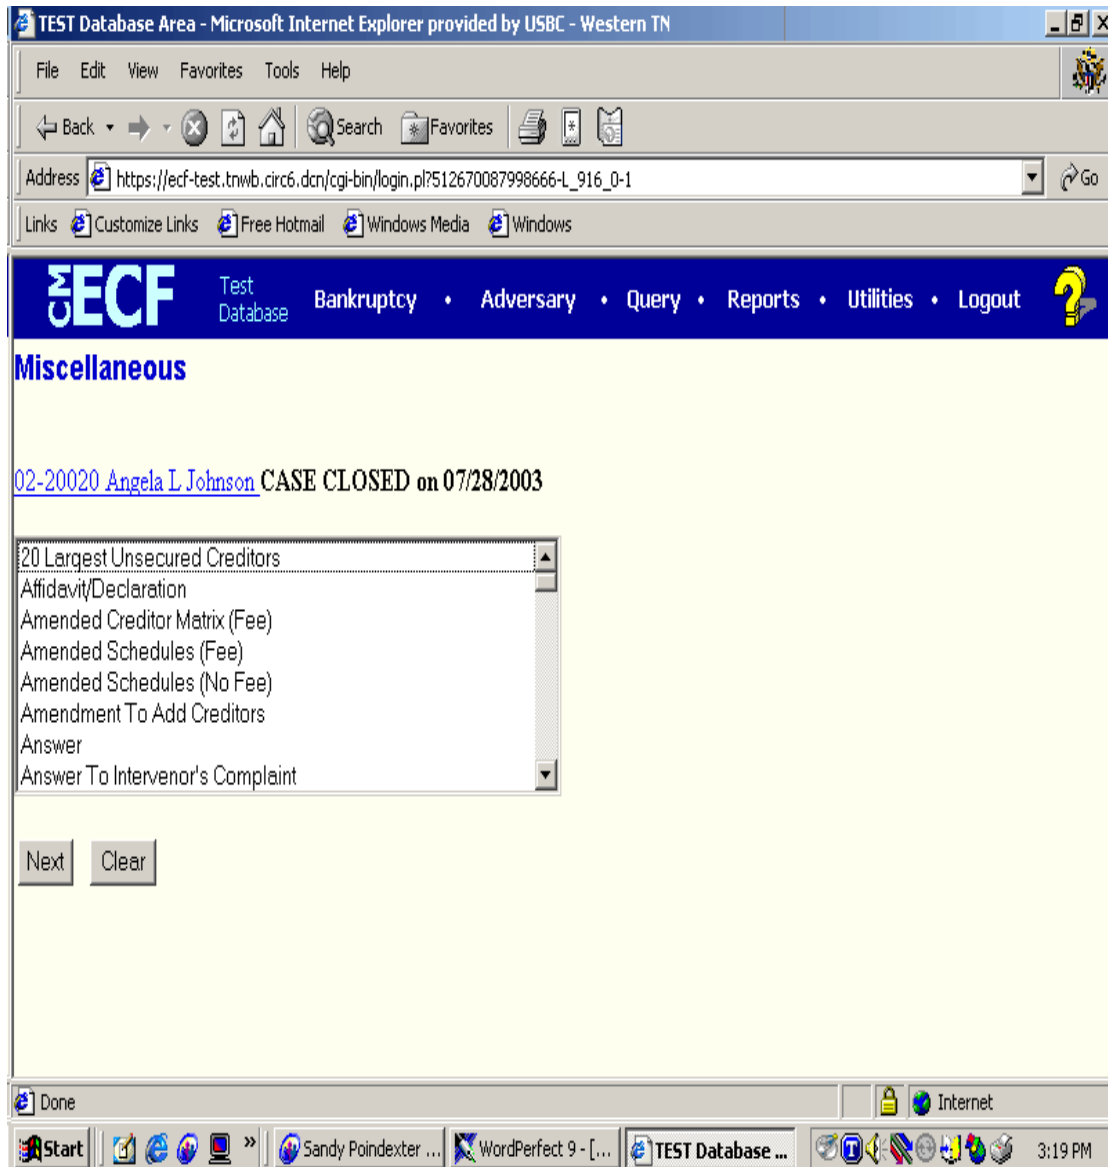 TEST Database Area - Microsoft Internet Explorer provided by USBC - Western TN
File Edit View Favorites Tools Help
Back Search Favorites
Address https://ecf-test.tnwb.circ6.dcn/cgi-bin/login.pl?512670087998666-L_916_0-1 Go
Links Customize Links Free Hotmail Windows Media Windows
CM ECF Test Database Bankruptcy • Adversary • Query • Reports • Utilities • Logout ?
Miscellaneous
02-20020 Angela L Johnson CASE CLOSED on 07/28/2003
20 Largest Unsecured Creditors
Affidavit/Declaration
Amended Creditor Matrix (Fee)
Amended Schedules (Fee)
Amended Schedules (No Fee)
Amendment To Add Creditors
Answer
Answer To Intervenor's Complaint
Next Clear
Done Internet
Start » Sandy Poindexter ... WordPerfect 9 - [... TEST Database ... 3:19 PM